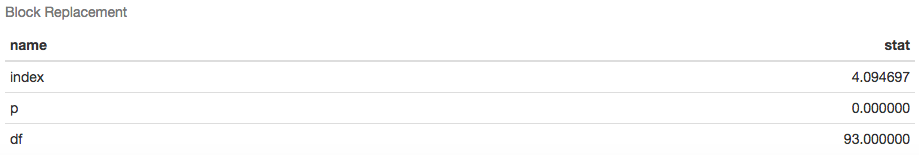 Block Replacement
name stat
index 4.094697
p 0.000000
df 93.000000